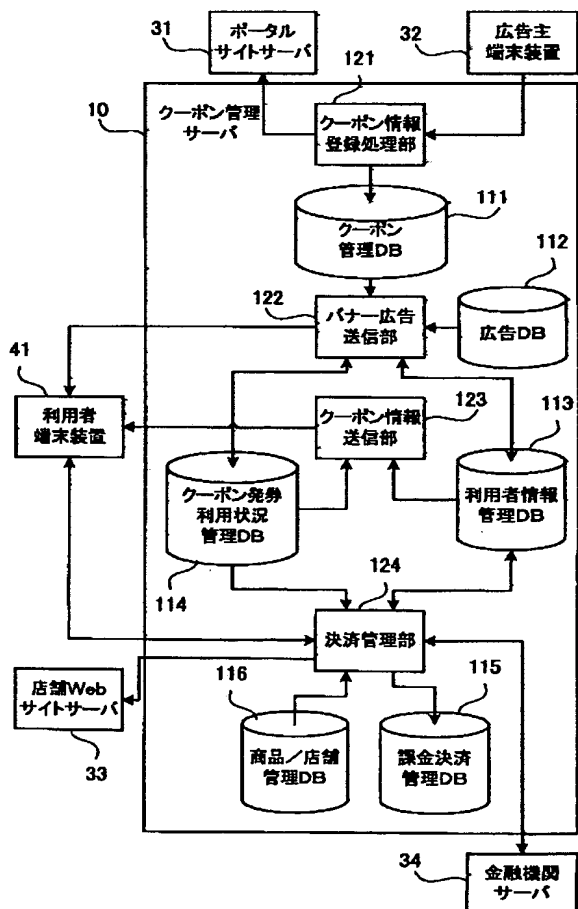 31
ポータル
サイトサーバ
32
広告主
端末装置
10
クーポン管理
サーバ
121
クーポン情報
登録処理部
111
クーポン
管理DB
112
広告DB
122
バナー広告
送信部
41
利用者
端末装置
123
クーポン情報
送信部
113
利用者情報
管理DB
クーポン発券
利用状況
管理DB
114
124
決済管理部
店舗Web
サイトサーバ
33
116
商品/店舗
管理DB
115
課金決済
管理DB
34
金融機関
サーバ